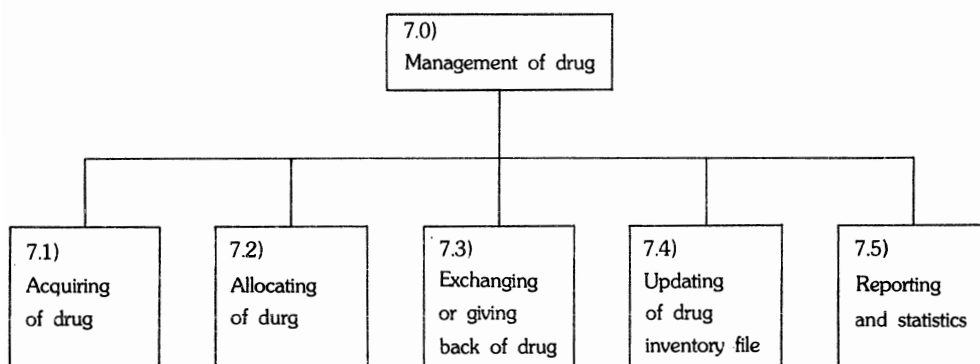 7.0)
Management of drug
7.1)
Acquiring
of drug
7.2)
Allocating
of durg
7.3)
Exchanging
or giving
back of drug
7.4)
Updating
of drug
inventory file
7.5)
Reporting
and statistics